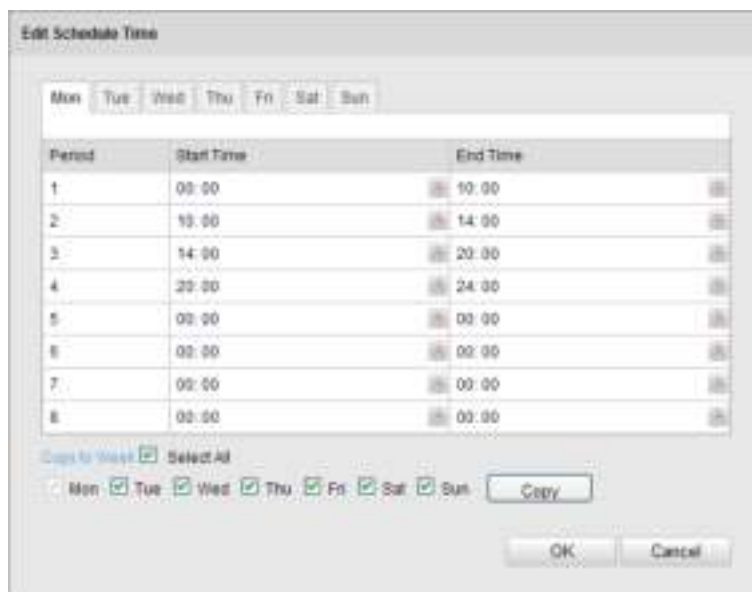 Edit Schedule Time
Mon Tue Wed Thu Fri Sat Sun
Period Start Time End Time
1 00:00 10:00
2 10:00 14:00
3 14:00 20:00
4 20:00 24:00
5 00:00 00:00
6 00:00 00:00
7 00:00 00:00
8 00:00 00:00
Copy to Week Select All
Mon Tue Wed Thu Fri Sat Sun Copy
OK Cancel